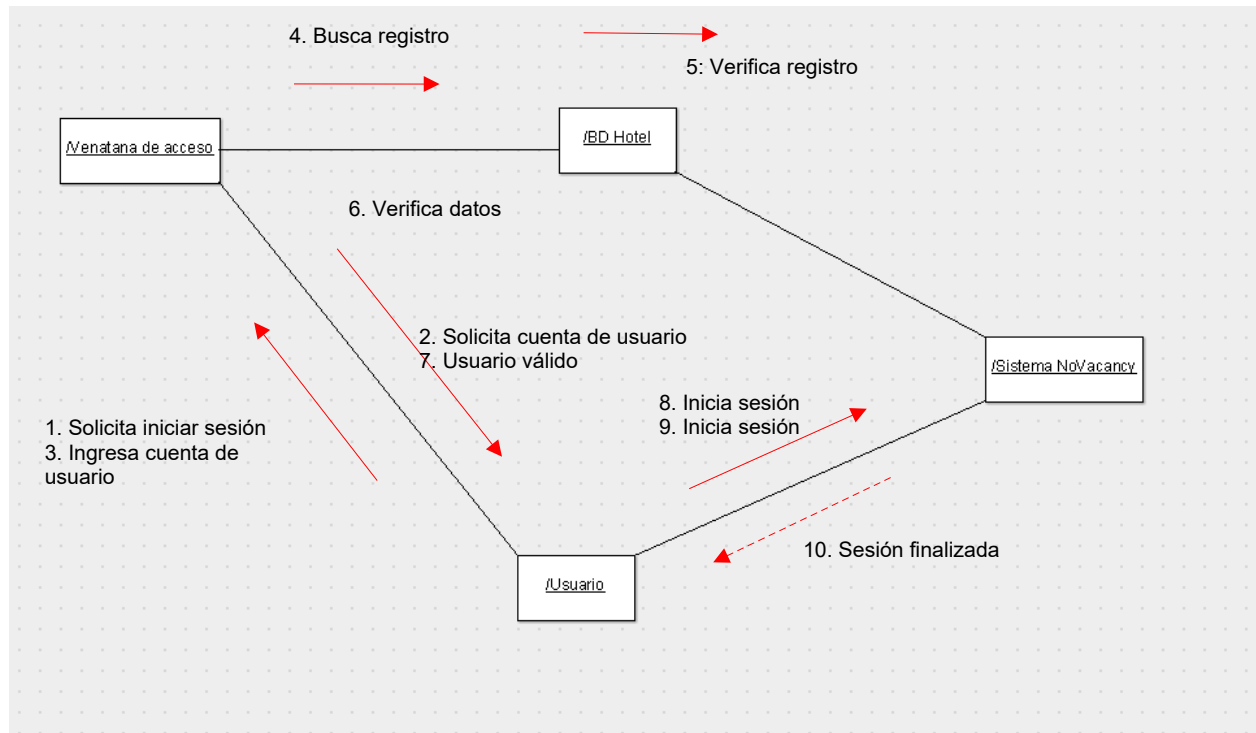 4. Busca registro
5: Verifica registro
/Venatana de acceso
/BD Hotel
6. Verifica datos
2. Solicita cuenta de usuario
7. Usuario válido
/Sistema NoVacancy
8. Inicia sesión
9. Inicia sesión
1. Solicita iniciar sesión
3. Ingresa cuenta de
usuario
10. Sesión finalizada
/Usuario